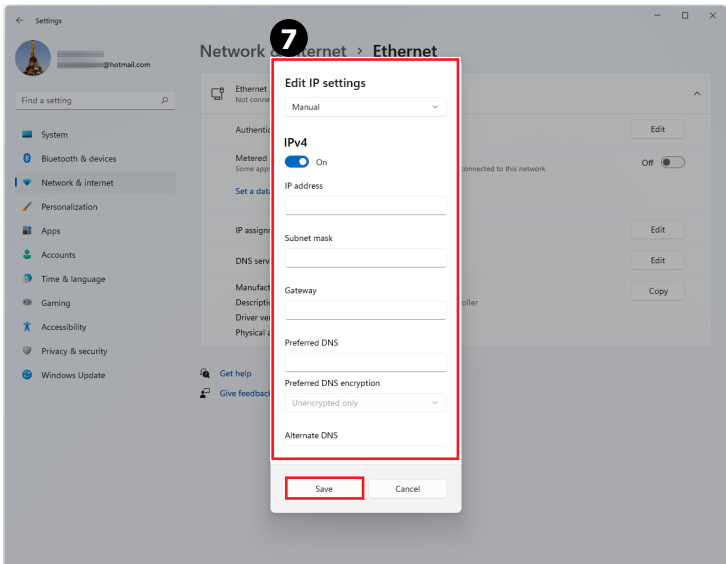 Settings
7
@hotmail.com
Find a setting
System
Bluetooth & devices
Network & internet
Personalization
Apps
Accounts
Time & language
Gaming
Accessibility
Privacy & security
Windows Update
Network & internet > Ethernet
Ethernet
Not conne
Authentic
Edit
Metered
Some app
connected to this network
Off
Set a data
IP assignm
Edit
DNS serv
Edit
Manufact
Copy
Descripti
oller
Driver ver
Physical a
Get help
Give feedback
Edit IP settings
Manual
IPv4
On
IP address
Subnet mask
Gateway
Preferred DNS
Preferred DNS encryption
Unencrypted only
Alternate DNS
Save
Cancel